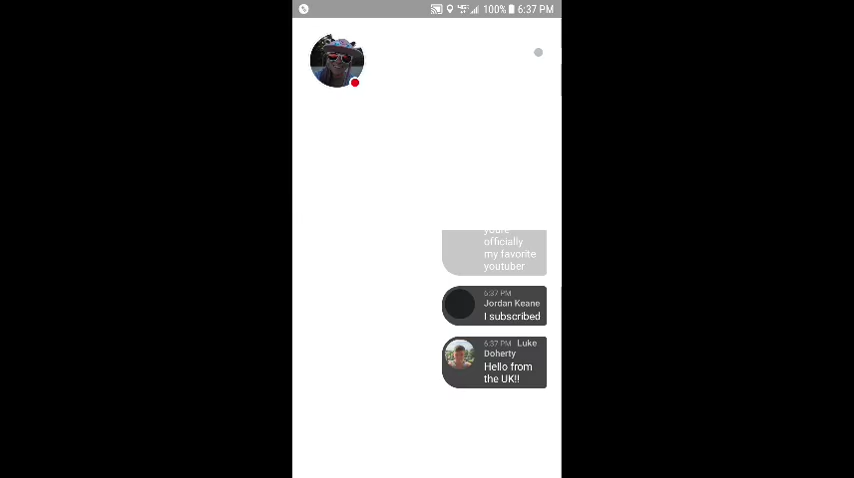 100% 6:37 PM
youre
officially
my favorite
youtuber
6:37 PM
Jordan Keane
I subscribed
6:37 PM Luke
Doherty
Hello from
the UK!!